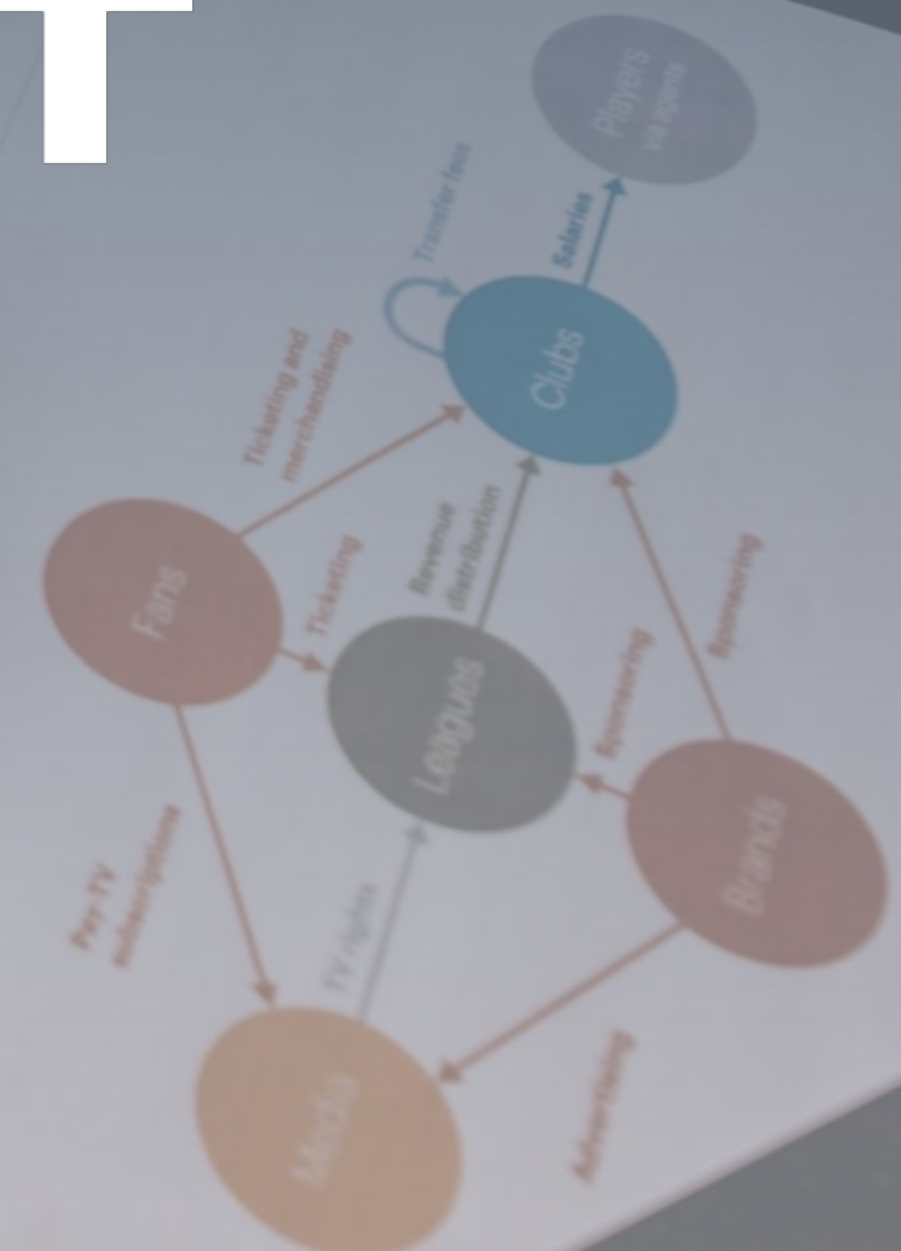 T
Players
via agents
Transfer fees
Salaries
Clubs
Ticketing and
merchandising
Fans
Ticketing
Revenue
distribution
Sponsoring
Leagues
Sponsoring
Brands
Pay-TV
subscriptions
TV rights
Media
Advertising